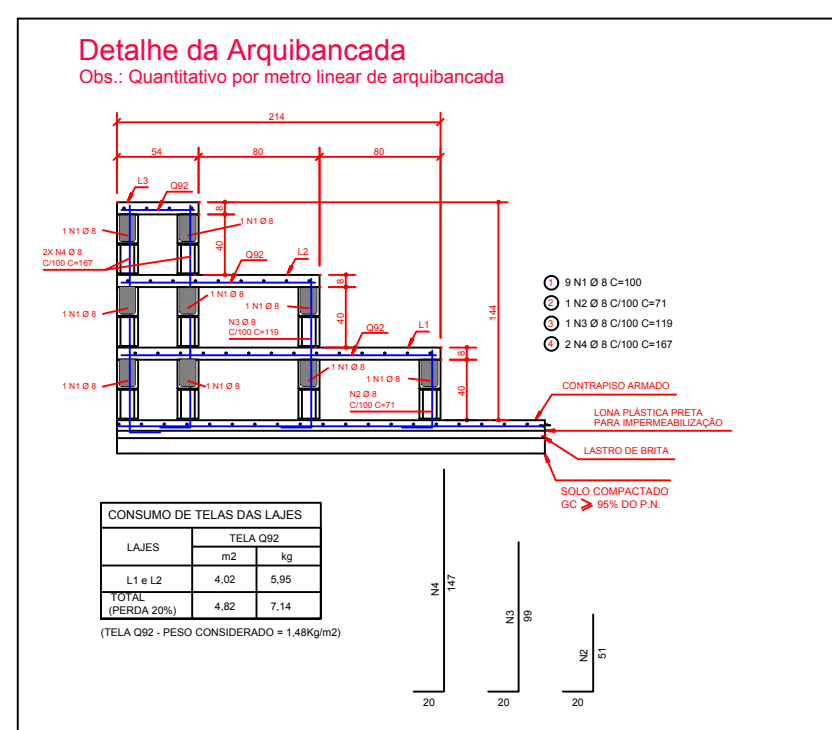 Detalhe da Arquibancada
Obs.: Quantitativo por metro linear de arquibancada
214
54
80
80
L3
Q92
8
1 N1 Ø 8
1 N1 Ø 8
40
2X N4 Ø 8
C/100 C=167
Q92
L2
8
1 N1 Ø 8
1 N1 Ø 8
1 N1 Ø 8
40
N3 Ø 8
C/100 C=119
Q92
L1
8
144
1 N1 Ø 8
1 N1 Ø 8
1 N1 Ø 8
1 N1 Ø 8
40
N2 Ø 8
C/100 C=71
1 9 N1 Ø 8 C=100
2 1 N2 Ø 8 C/100 C=71
3 1 N3 Ø 8 C/100 C=119
4 2 N4 Ø 8 C/100 C=167
CONTRAPISO ARMADO
LONA PLÁSTICA PRETA
PARA IMPERMEABILIZAÇÃO
LASTRO DE BRITA
SOLO COMPACTADO
GC ⩾ 95% DO P.N.
CONSUMO DE TELAS DAS LAJES
LAJES
TELA Q92
m2 kg
L1 e L2 4,02 5,95
TOTAL
(PERDA 20%) 4,82 7,14
(TELA Q92 - PESO CONSIDERADO = 1,48Kg/m2)
N4
147
20
N3
99
20
N2
51
20